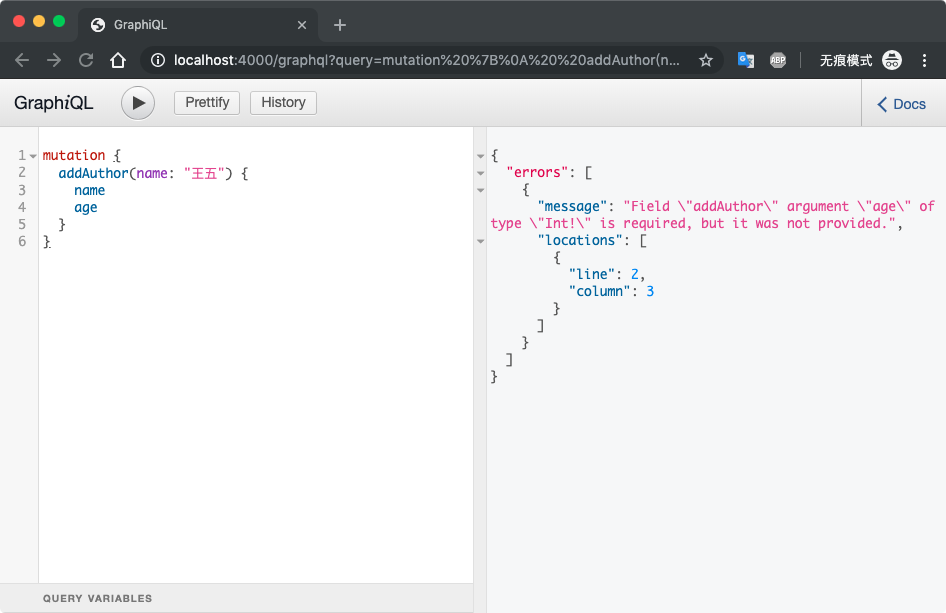 GraphiQL
localhost:4000/graphql?query=mutation%20%7B%0A%20%20addAuthor(n...
ABP
无痕模式
GraphiQL
Prettify
History
Docs
1 mutation {
2 addAuthor(name: "王五") {
3 name
4 age
5 }
6 }
QUERY VARIABLES
{
"errors": [
{
"message": "Field \"addAuthor\" argument \"age\" of
type \"Int!\" is required, but it was not provided.",
"locations": [
{
"line": 2,
"column": 3
}
]
}
]
}